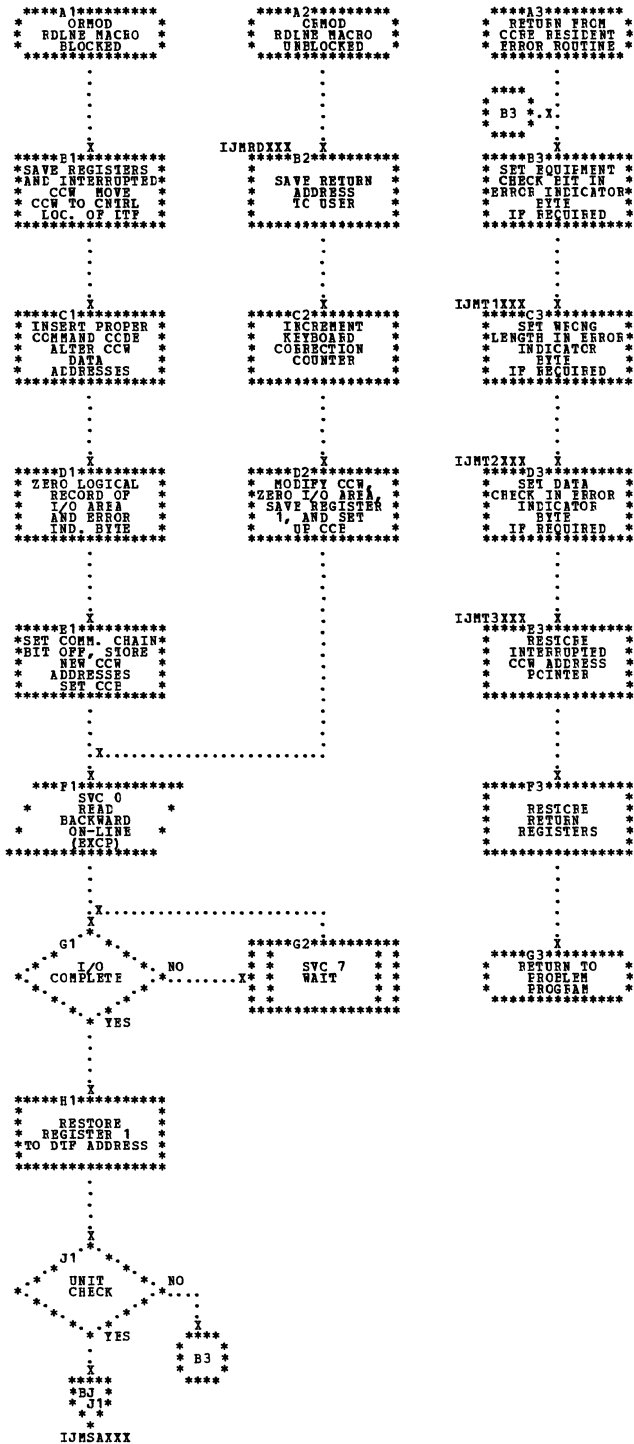 A1
ORMOD
RDLNE MACRO
BLOCKED
B1
SAVE REGISTERS
AND INTERRUPTED
CCW MOVE
CCW TO CNTRL
LOC. OF DTF
C1
INSERT PROPER
COMMAND CODE
ALTER CCW
DATA
ADDRESSES
D1
ZERO LOGICAL
RECORD OF
I/O AREA
AND ERROR
IND. BYTE
E1
SET COMM. CHAIN
BIT OFF, STORE
NEW CCW
ADDRESSES
SET CCB
F1
SVC 0
READ
BACKWARD
ON-LINE
(EXCP)
G1
I/O
COMPLETE
NO
YES
H1
RESTORE
REGISTER 1
TO DTF ADDRESS
J1
UNIT
CHECK
NO
YES
B3
BJ
J1
IJMSAXXX
A2
ORMOD
RDLNE MACRO
UNBLOCKED
IJMRDXXX
B2
SAVE RETURN
ADDRESS
TO USER
C2
INCREMENT
KEYBOARD
CORRECTION
COUNTER
D2
MODIFY CCW,
ZERO I/O AREA,
SAVE REGISTER
1, AND SET
UP CCB
G2
SVC 7
WAIT
A3
RETURN FROM
CCRE RESIDENT
ERROR ROUTINE
B3
B3
SET EQUIPMENT
CHECK BIT IN
ERROR INDICATOR
BYTE
IF REQUIRED
IJMT1XXX
C3
SET WRONG
LENGTH IN ERROR
INDICATOR
BYTE
IF REQUIRED
IJMT2XXX
D3
SET DATA
CHECK IN ERROR
INDICATOR
BYTE
IF REQUIRED
IJMT3XXX
E3
RESTORE
INTERRUPTED
CCW ADDRESS
POINTER
F3
RESTORE
RETURN
REGISTERS
G3
RETURN TO
PROBLEM
PROGRAM